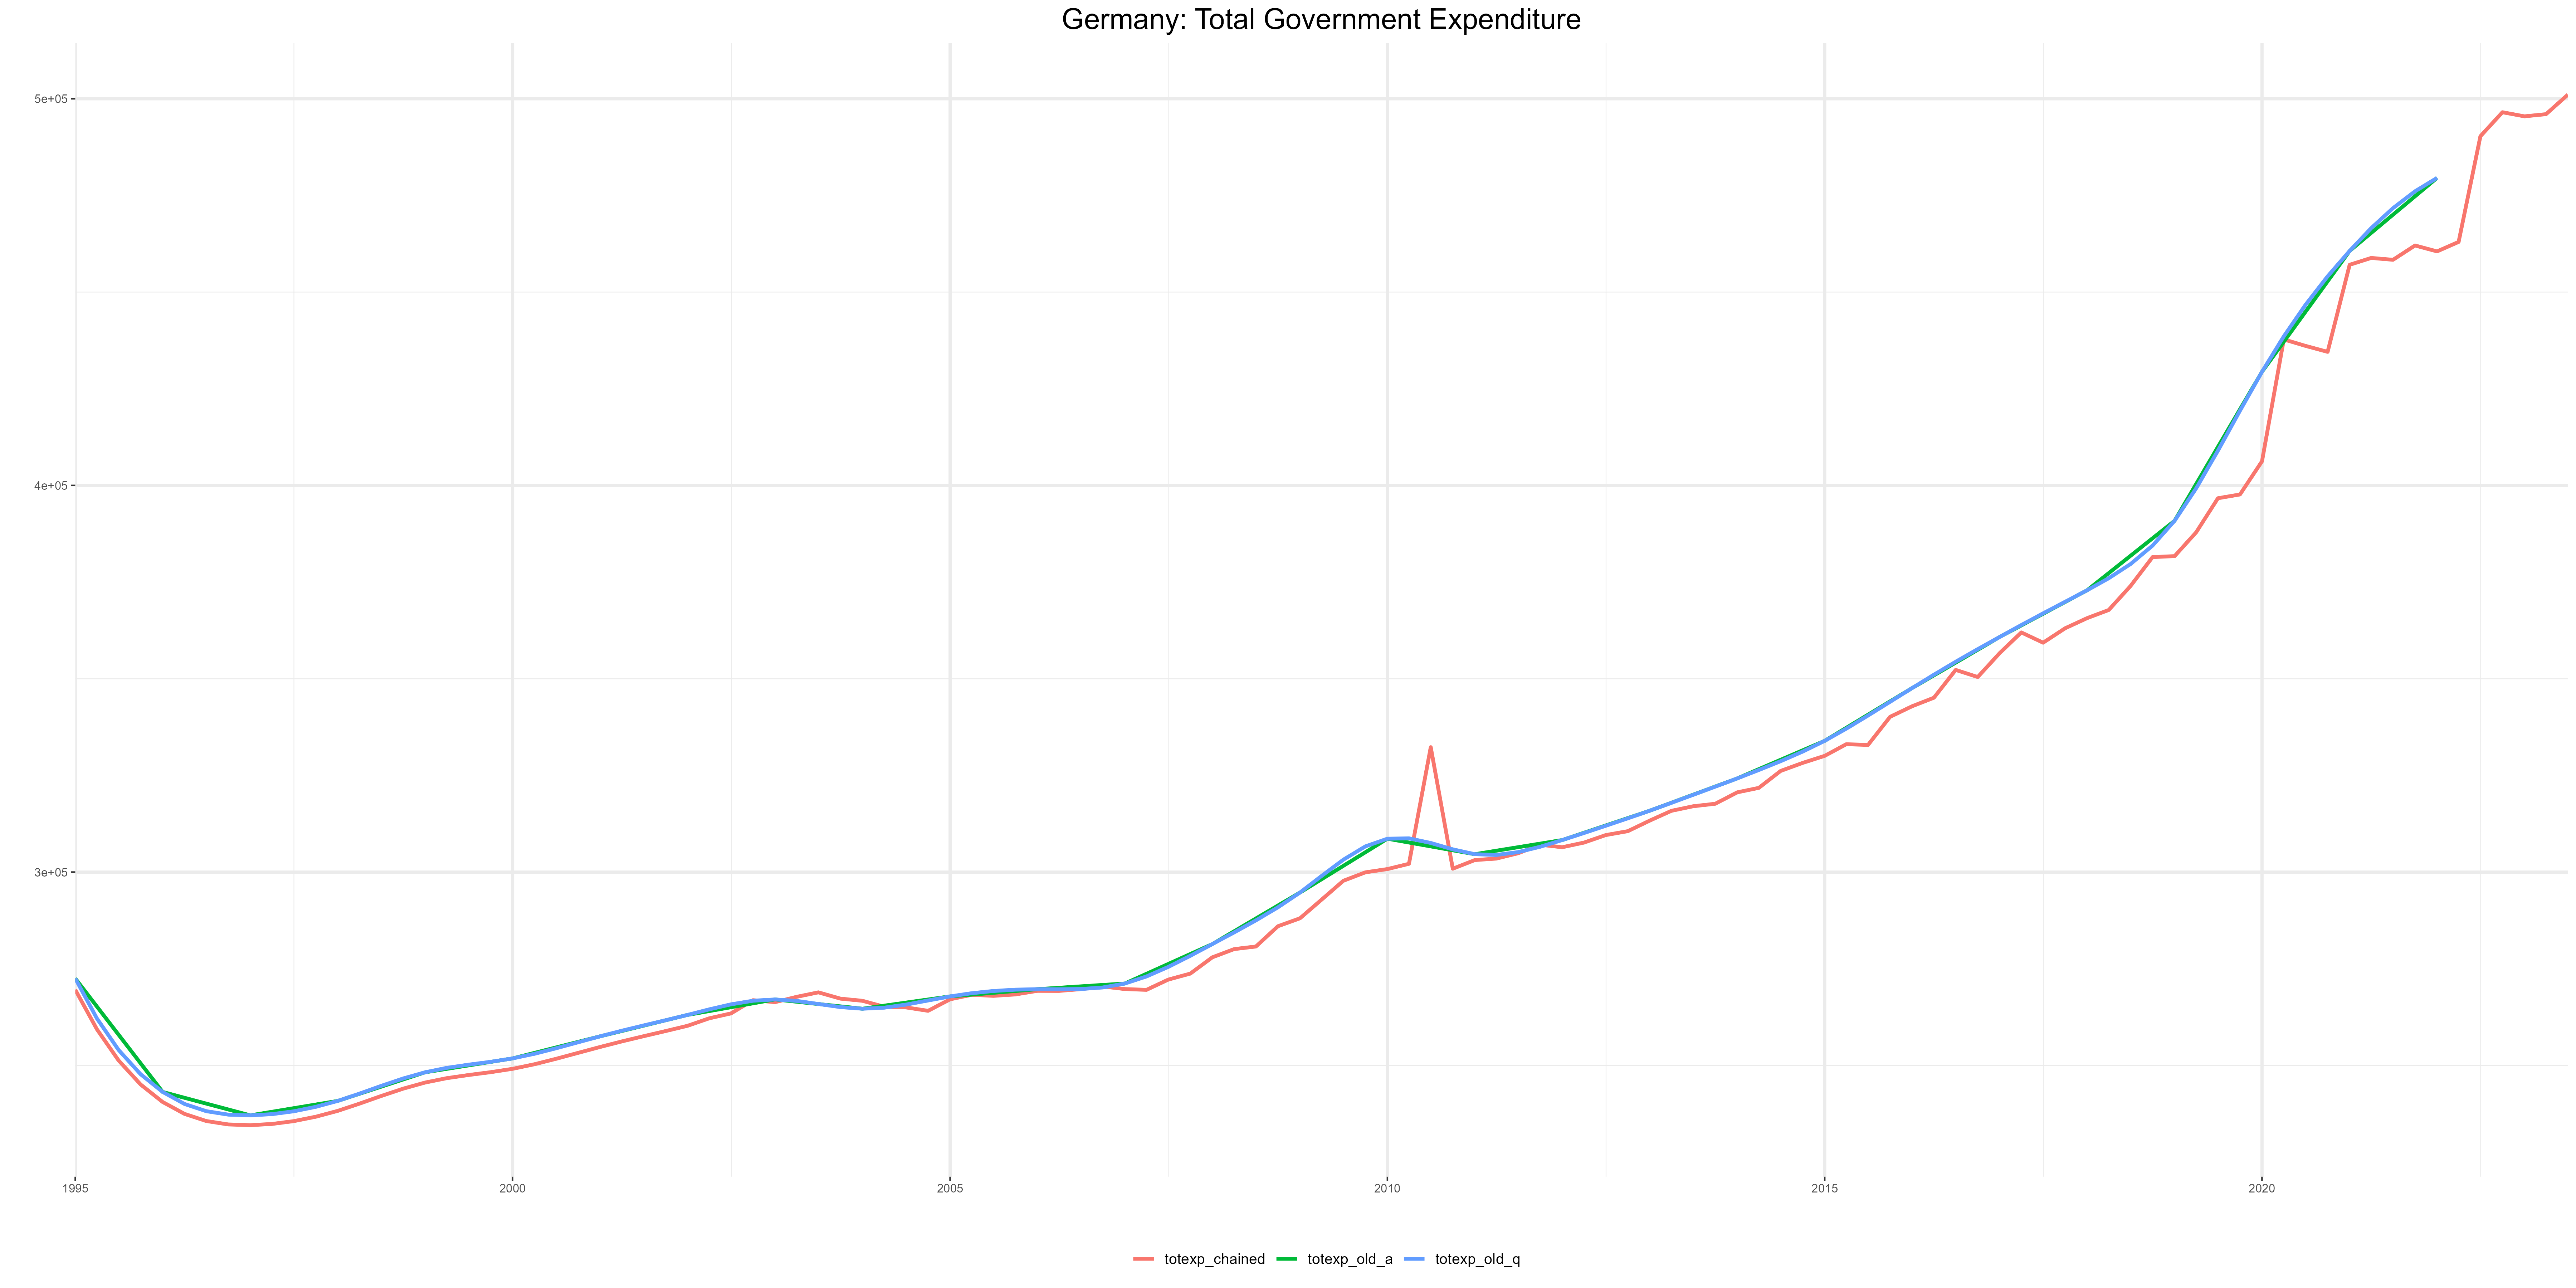 Germany: Total Government Expenditure
5e+05
4e+05
3e+05
1995 2000 2005 2010 2015 2020
totexp_chained totexp_old_a totexp_old_q